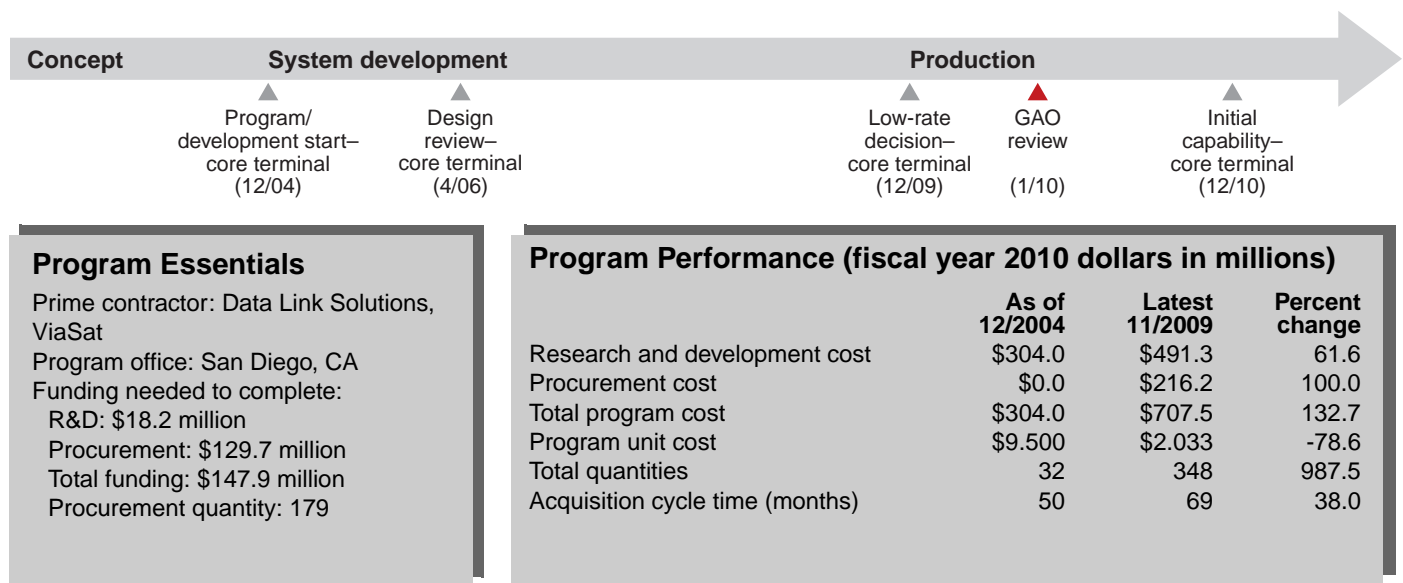 Concept
System development
Production
Program/
development start–
core terminal
(12/04)
Design
review–
core terminal
(4/06)
Low-rate
decision–
core terminal
(12/09)
GAO
review
(1/10)
Initial
capability–
core terminal
(12/10)
Program Essentials
Prime contractor: Data Link Solutions,
ViaSat
Program office: San Diego, CA
Funding needed to complete:
R&D: $18.2 million
Procurement: $129.7 million
Total funding: $147.9 million
Procurement quantity: 179
Program Performance (fiscal year 2010 dollars in millions)
As of Latest Percent
12/2004 11/2009 change
Research and development cost $304.0 $491.3 61.6
Procurement cost $0.0 $216.2 100.0
Total program cost $304.0 $707.5 132.7
Program unit cost $9.500 $2.033 -78.6
Total quantities 32 348 987.5
Acquisition cycle time (months) 50 69 38.0